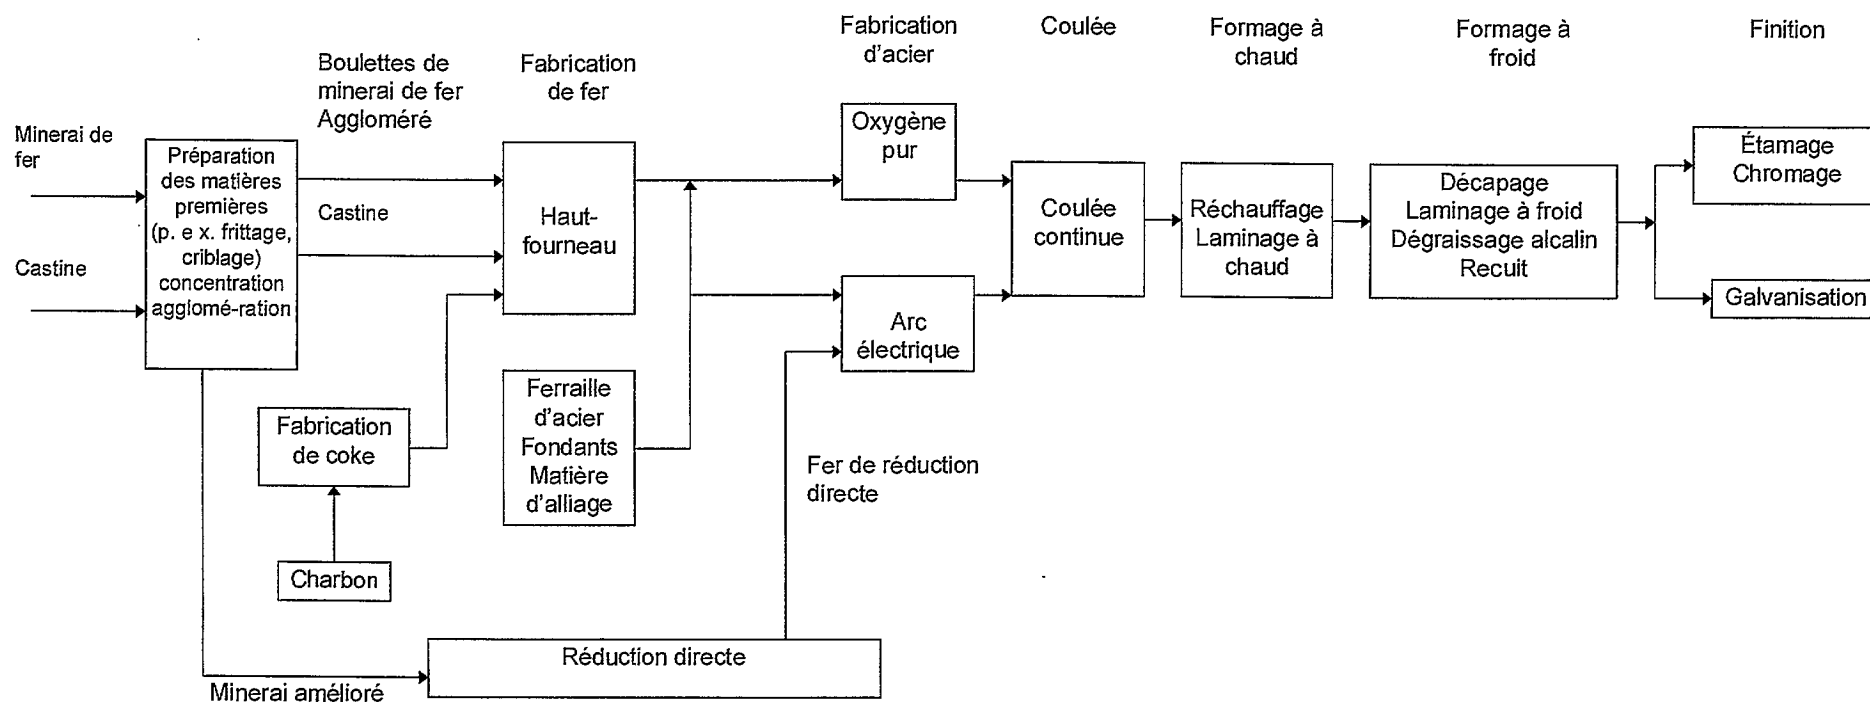 Fabrication
d'acier
Coulée
Formage à
chaud
Formage à
froid
Finition
Boulettes de
minerai de fer
Aggloméré
Fabrication
de fer
Minerai de
fer
Castine
Préparation
des matières
premières
(p. e x. frittage,
criblage)
concentration
agglomé-ration
Castine
Haut-
fourneau
Oxygène
pur
Arc
électrique
Coulée
continue
Réchauffage
Laminage à
chaud
Décapage
Laminage à froid
Dégraissage alcalin
Recuit
Étamage
Chromage
Galvanisation
Fabrication
de coke
Charbon
Ferraille
d'acier
Fondants
Matière
d'alliage
Fer de réduction
directe
Réduction directe
Minerai amélioré